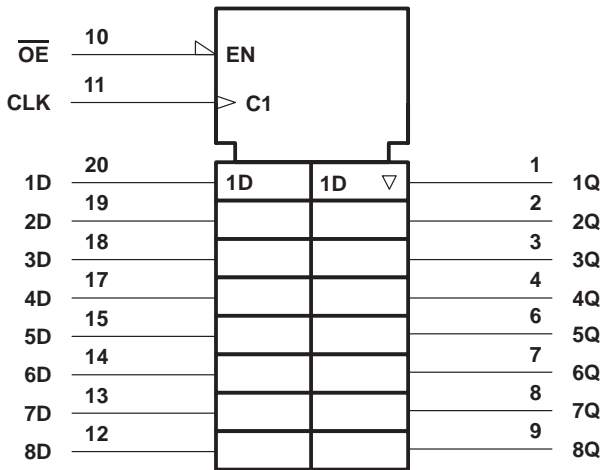 OE 10 EN
CLK 11 C1
1D 20 1D 1D ▽ 1 1Q
2D 19 2 2Q
3D 18 3 3Q
4D 17 4 4Q
5D 15 6 5Q
6D 14 7 6Q
7D 13 8 7Q
8D 12 9 8Q